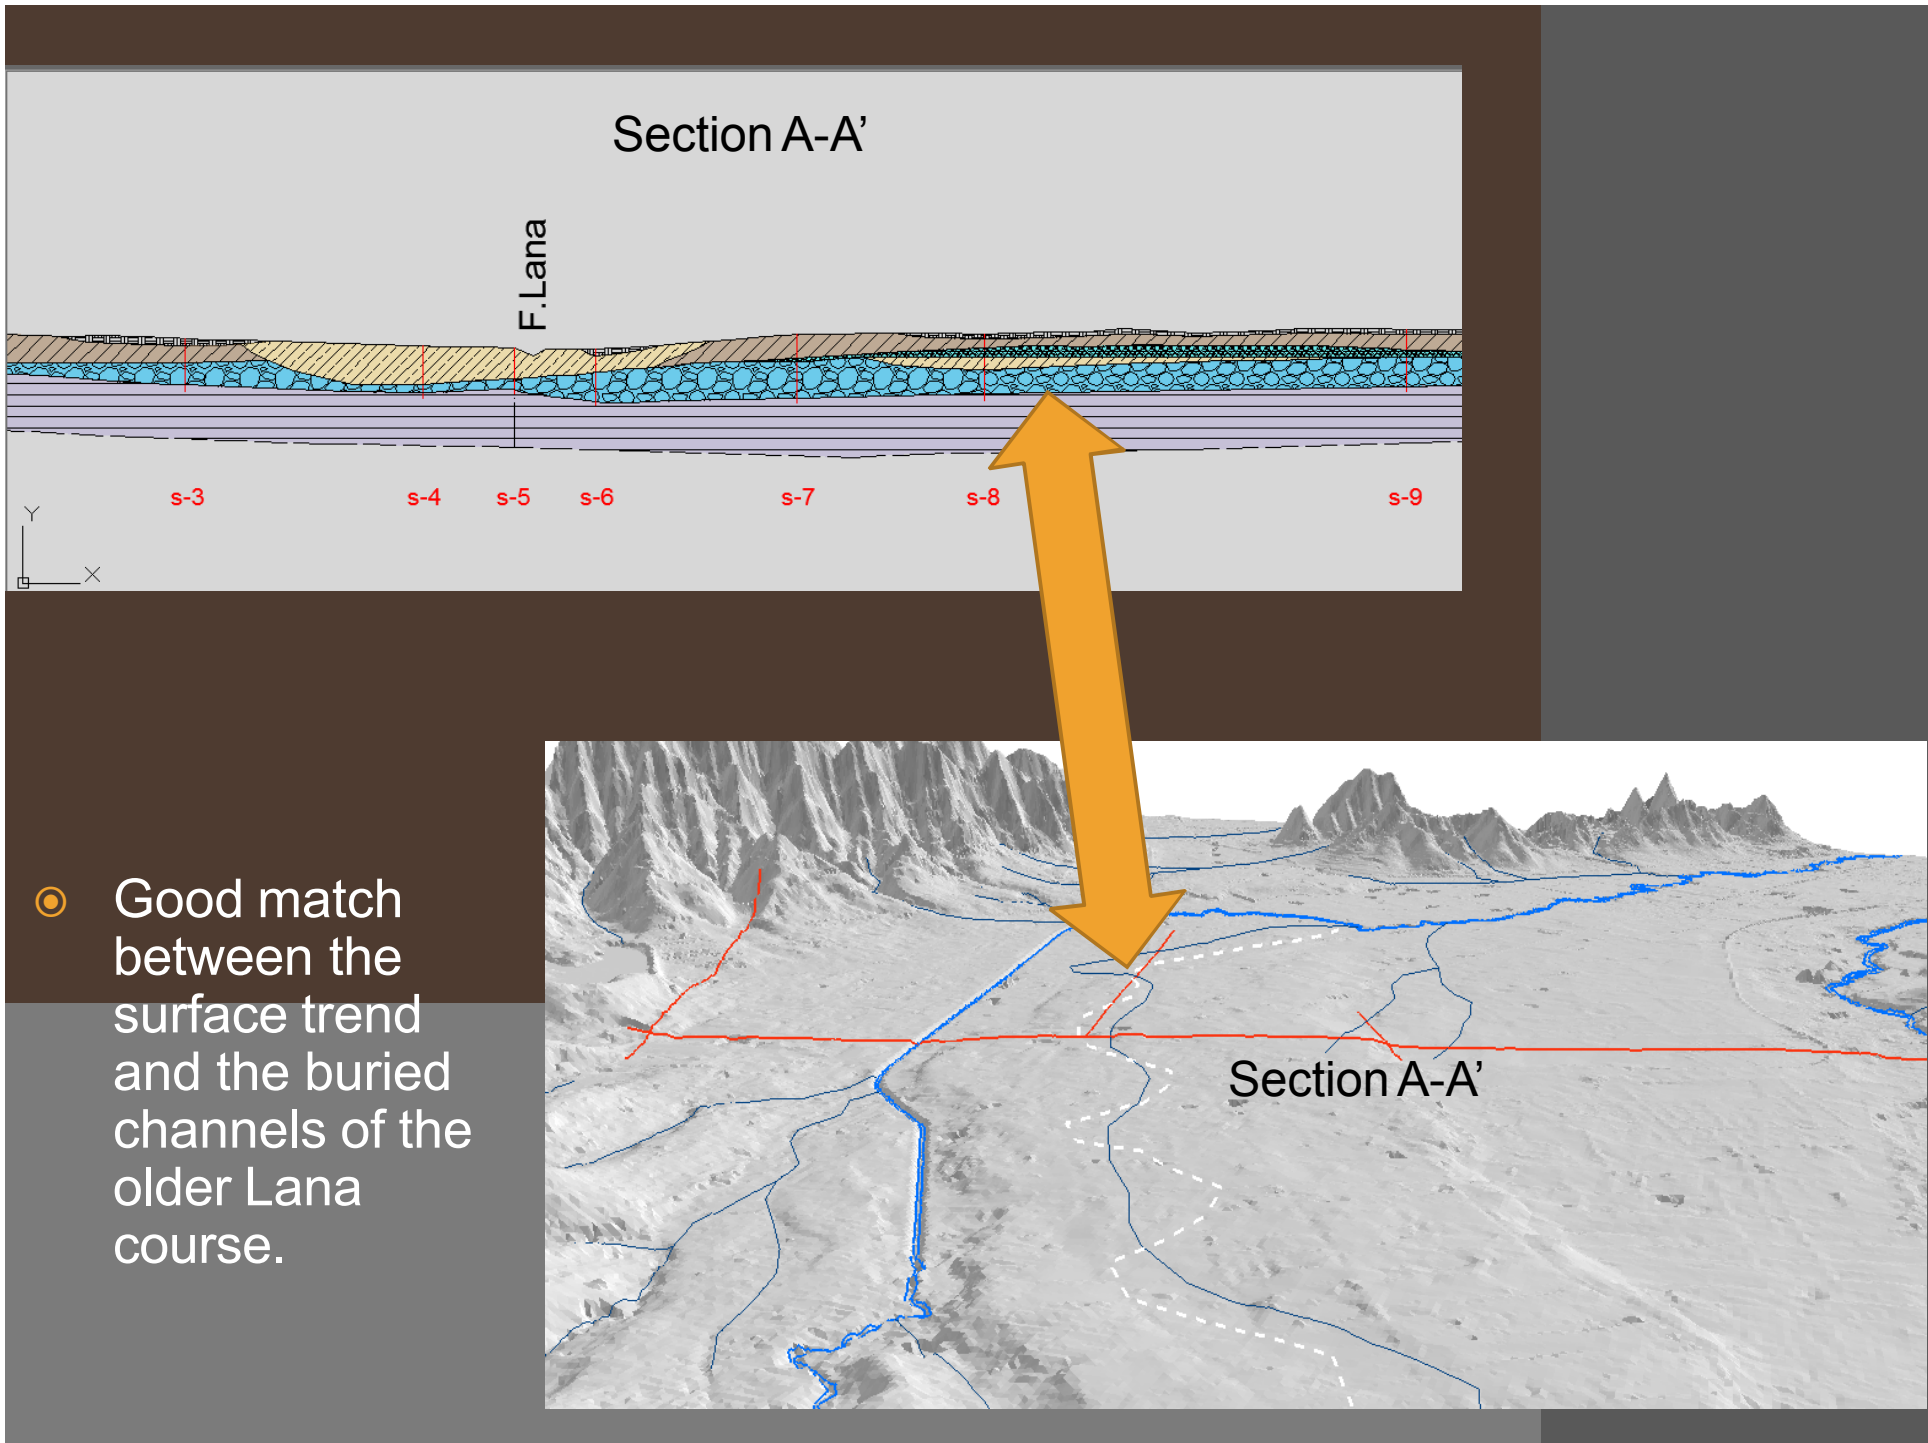 Section A-A’
F.Lana
s-3 s-4 s-5 s-6 s-7 s-8 s-9
Y
X
Good match
between the
surface trend
and the buried
channels of the
older Lana
course.
Section A-A’